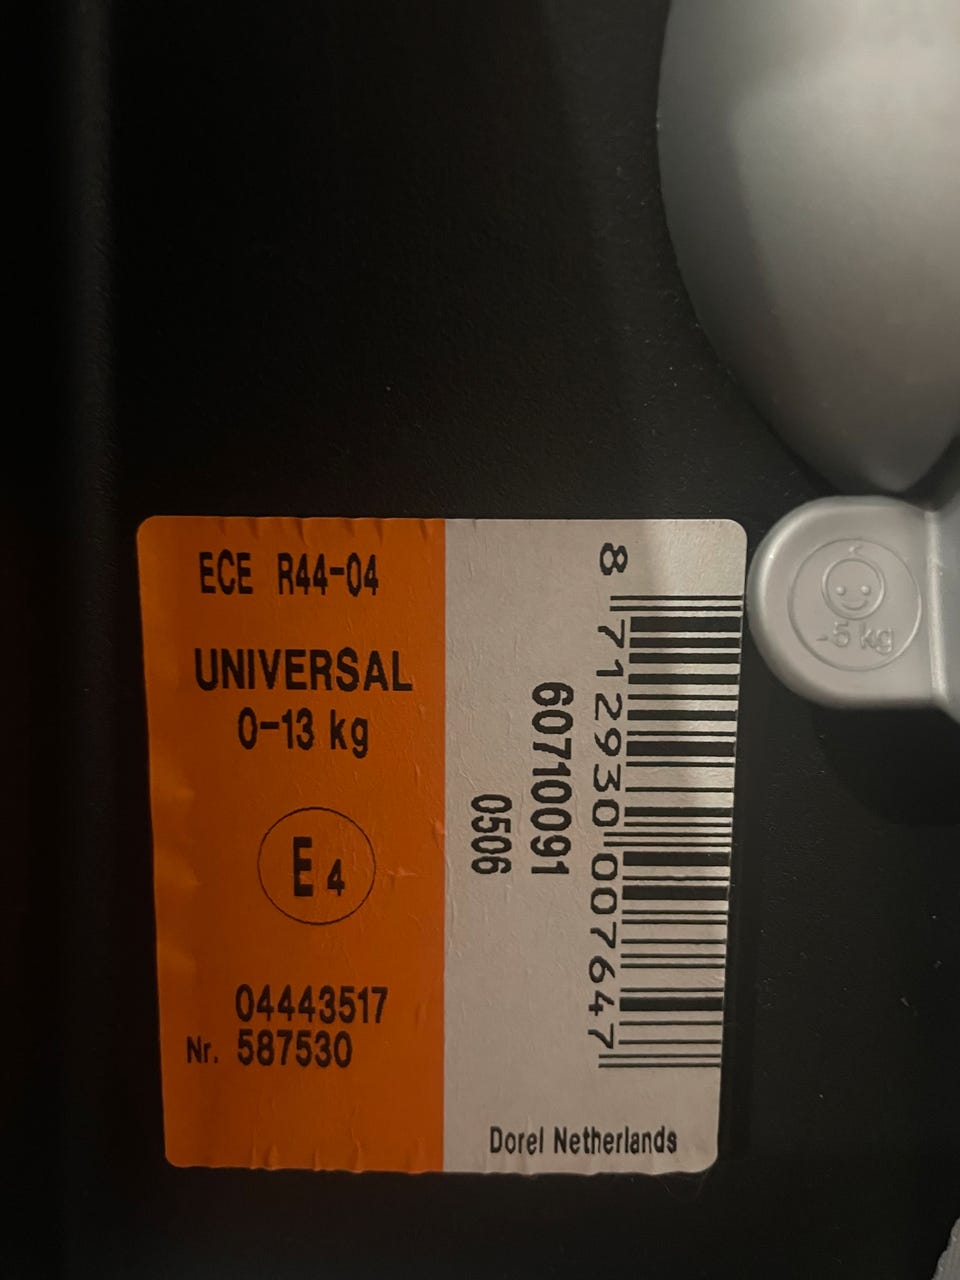 ECE R44-04
UNIVERSAL
0-13 kg
E 4
04443517
Nr. 587530
8 712930 007647
60710091
0506
Dorel Netherlands
-5 kg